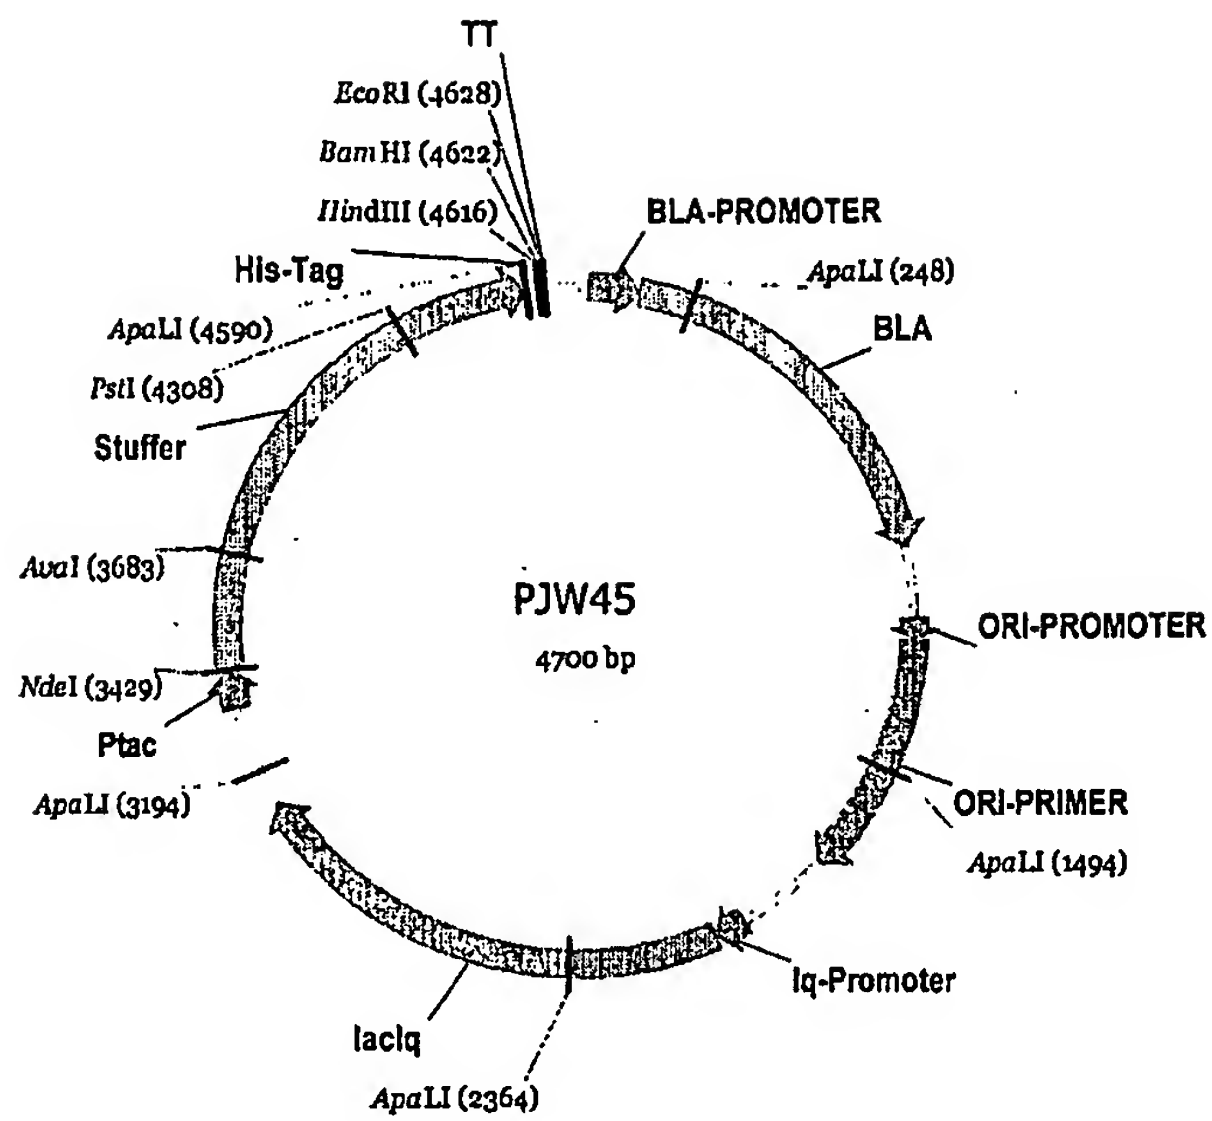 TT
EcoRI (4628)
BamHI (4622)
HindIII (4616)
BLA-PROMOTER
His-Tag
ApaLI (248)
ApaLI (4590)
BLA
PstI (4308)
Stuffer
AvaI (3683)
PJW45
ORI-PROMOTER
4700 bp
NdeI (3429)
Ptac
ApaLI (3194)
ORI-PRIMER
ApaLI (1494)
Iq-Promoter
lacIq
ApaLI (2364)